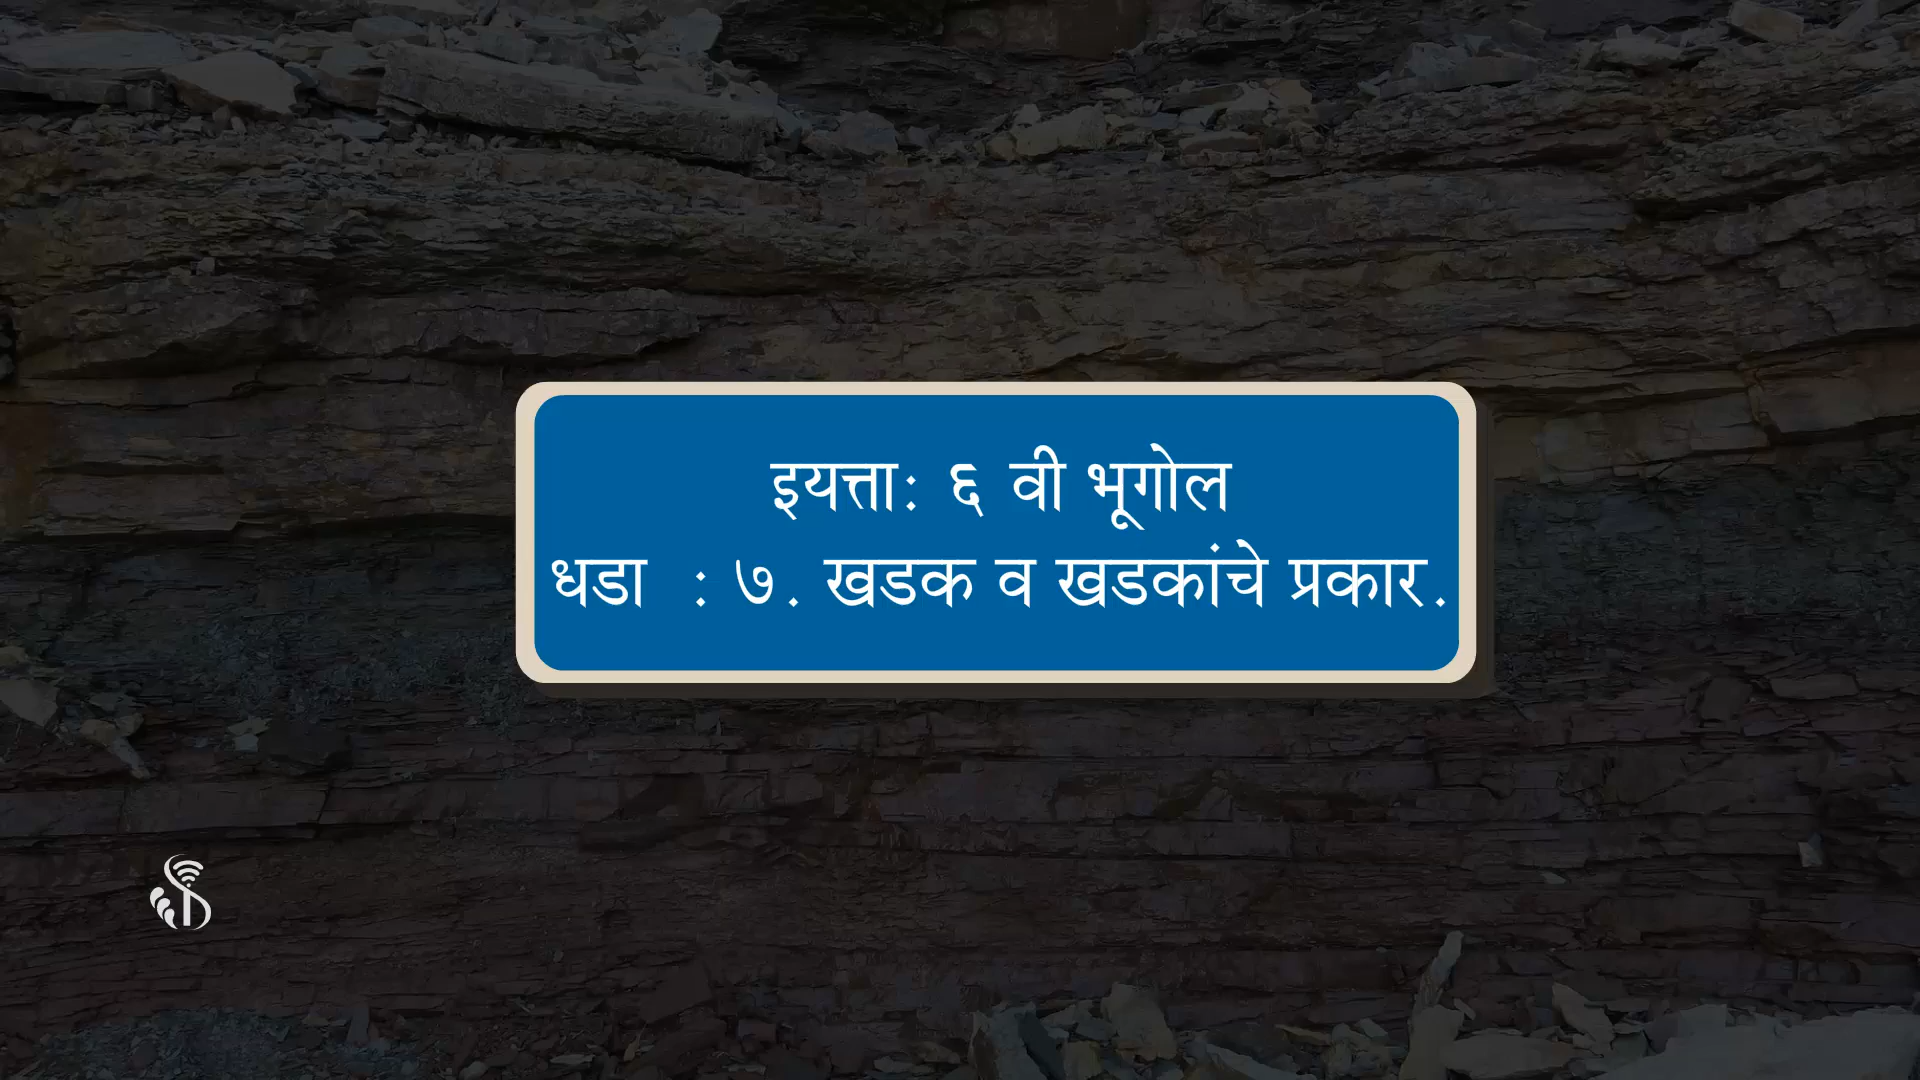 इयत्ता: ६ वी भूगोल
धडा : ७. खडक व खडकांचे प्रकार.